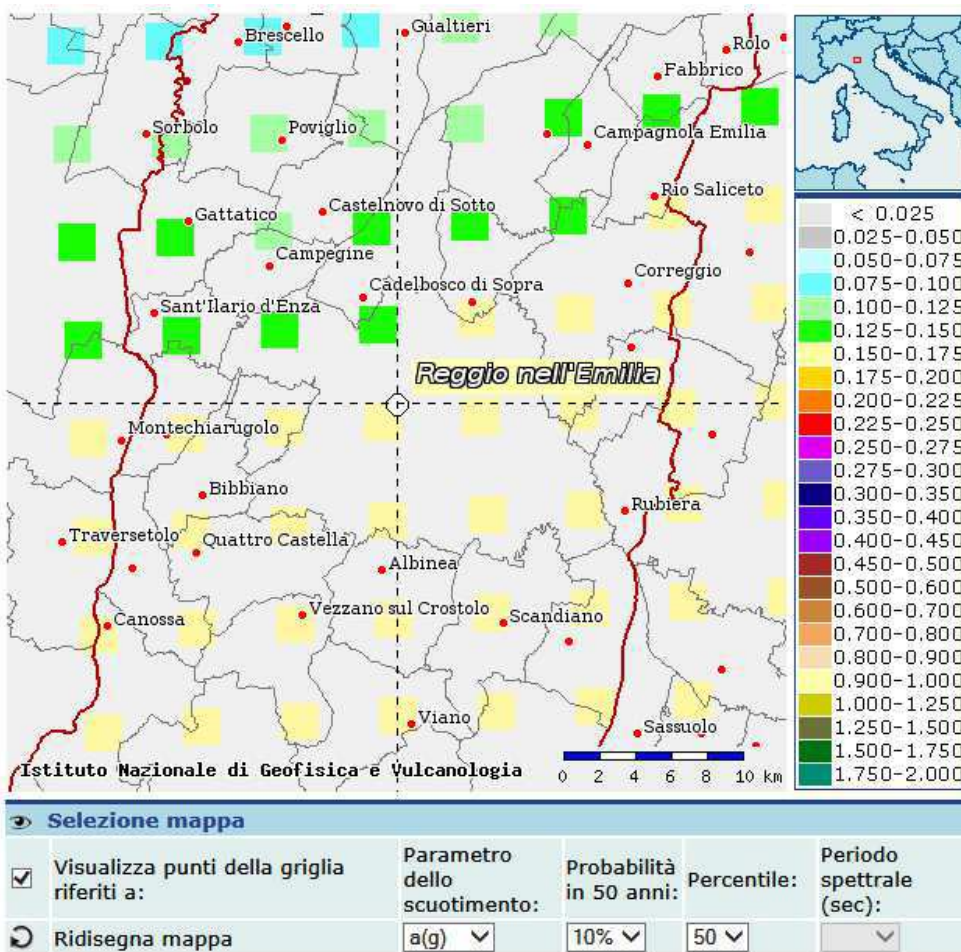 Brescello
Gualtieri
Rolo
Fabbrico
Sorbolo
Poviglio
Campagnola Emilia
Rio Saliceto
Gattatico
Castelnovo di Sotto
Campegine
Correggio
Cadelbosco di Sopra
Sant'Ilario d'Enza
Reggio nell'Emilia
Montechiarugolo
Bibbiano
Rubiera
Traversetolo
Quattro Castella
Albinea
Vezzano sul Crostolo
Scandiano
Canossa
Viano
Sassuolo
Istituto Nazionale di Geofisica e Vulcanologia
0 2 4 6 8 10 km
< 0.025
0.025-0.050
0.050-0.075
0.075-0.100
0.100-0.125
0.125-0.150
0.150-0.175
0.175-0.200
0.200-0.225
0.225-0.250
0.250-0.275
0.275-0.300
0.300-0.350
0.350-0.400
0.400-0.450
0.450-0.500
0.500-0.600
0.600-0.700
0.700-0.800
0.800-0.900
0.900-1.000
1.000-1.250
1.250-1.500
1.500-1.750
1.750-2.000
Selezione mappa
Visualizza punti della griglia
riferiti a:
Parametro
dello
scuotimento:
Probabilità
in 50 anni:
Percentile:
Periodo
spettrale
(sec):
Ridisegna mappa
a(g)
10%
50